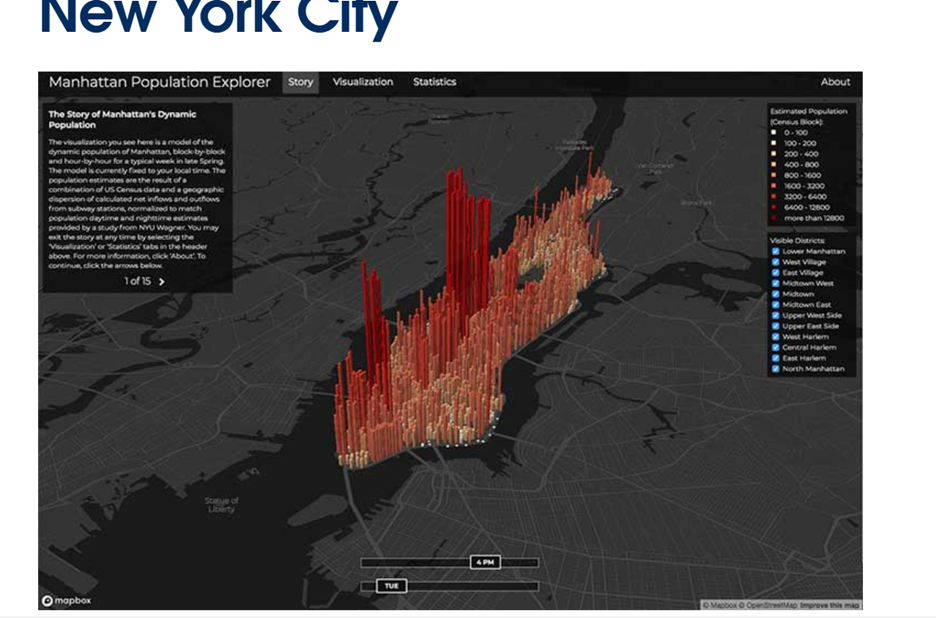 New York City
Manhattan Population Explorer
Story
Visualization
Statistics
About
The Story of Manhattan's Dynamic
Population
The visualization you see here is a model of the
dynamic population of Manhattan, block-by-block
and hour-by-hour for a typical week in late Spring.
The model is currently fixed to your local time. The
population estimates are the result of a
combination of US Census data and a geographic
dispersion of calculated net inflows and outflows
from subway stations, normalized to match
population daytime and nighttime estimates
provided by a study from NYU Wagner. You may
exit the story at any time by selecting the
'Visualization' or 'Statistics' tabs in the header
above. For more information, click 'About'. To
continue, click the arrows below.
1 of 15
Estimated Population
(Census Block):
0 - 100
100 - 200
200 - 400
400 - 800
800 - 1600
1600 - 3200
3200 - 6400
6400 - 12800
more than 12800
Visible Districts:
Lower Manhattan
West Village
East Village
Midtown West
Midtown
Midtown East
Upper West Side
Upper East Side
West Harlem
Central Harlem
East Harlem
North Manhattan
Statue of
Liberty
4 PM
TUE
mapbox
© Mapbox © OpenStreetMap Improve this map